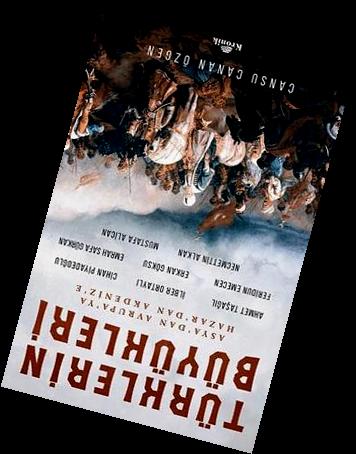 TÜRKLERİN
BÜYÜKLERİ
ASYA'DAN AVRUPA'YA
HAZAR'DAN AKDENİZ'E
AHMET TAŞAĞIL İLBER ORTAYLI CİHAN PİYADEOĞLU
FERİDUN EMECEN ERKAN GÖKSU EMRAH SAFA GÜRKAN
NECMETTİN ALKAN MUSTAFA ALİCAN
CANSU CANAN ÖZGEN
Kronik